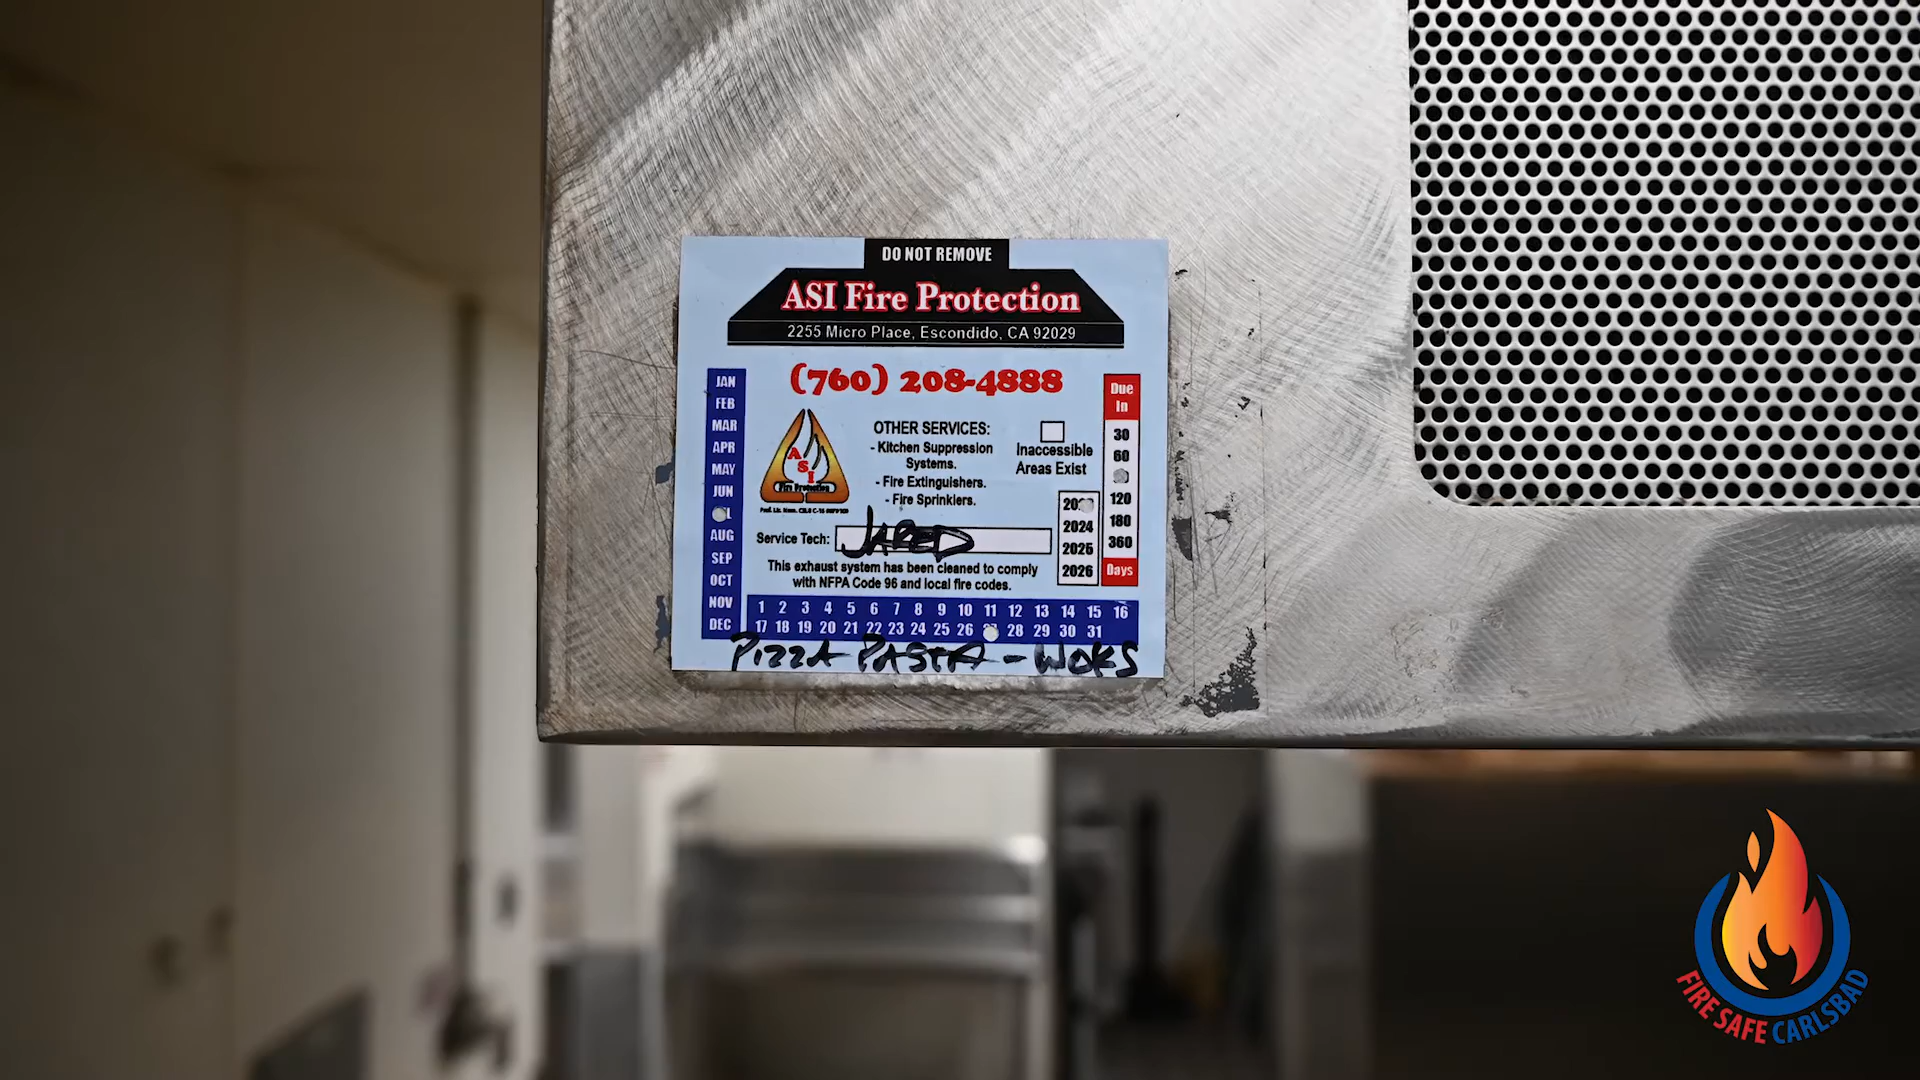 DO NOT REMOVE
ASI Fire Protection
2255 Micro Place, Escondido, CA 92029
(760) 208-4888
JAN
FEB
MAR
APR
MAY
JUN
AUG
SEP
OCT
NOV
DEC
ASI
Fire Protection
OTHER SERVICES:
- Kitchen Suppression
Systems.
- Fire Extinguishers.
- Fire Sprinklers.
Inaccessible
Areas Exist
Due
In
30
60
120
180
360
Days
2024
2025
2026
Service Tech: JARED
This exhaust system has been cleaned to comply
with NFPA Code 96 and local fire codes.
1 2 3 4 5 6 7 8 9 10 11 12 13 14 15 16
17 18 19 20 21 22 23 24 25 26 28 29 30 31
PIZZA PASTA - WOKS
FIRE SAFE CARLSBAD